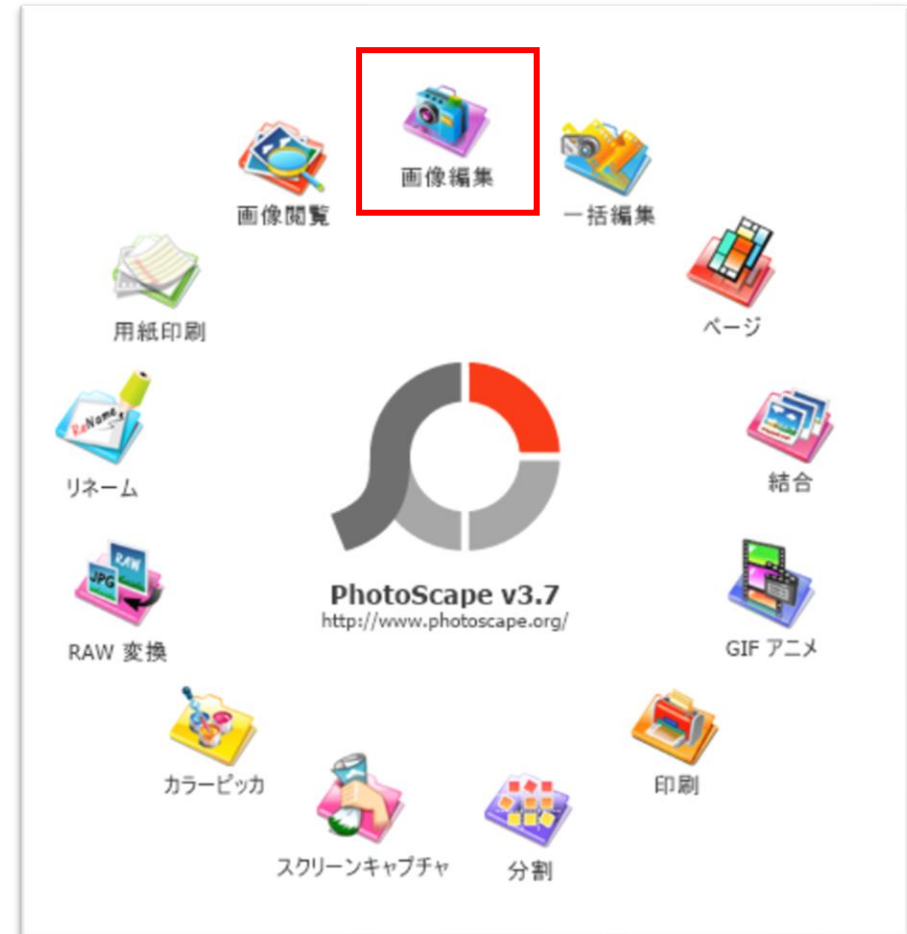 画像編集
画像閲覧
一括編集
用紙印刷
ページ
ReName
リネーム
結合
RAW
JPG
PhotoScape v3.7
http://www.photoscape.org/
RAW 変換
GIF アニメ
カラーピッカ
印刷
スクリーンキャプチャ
分割